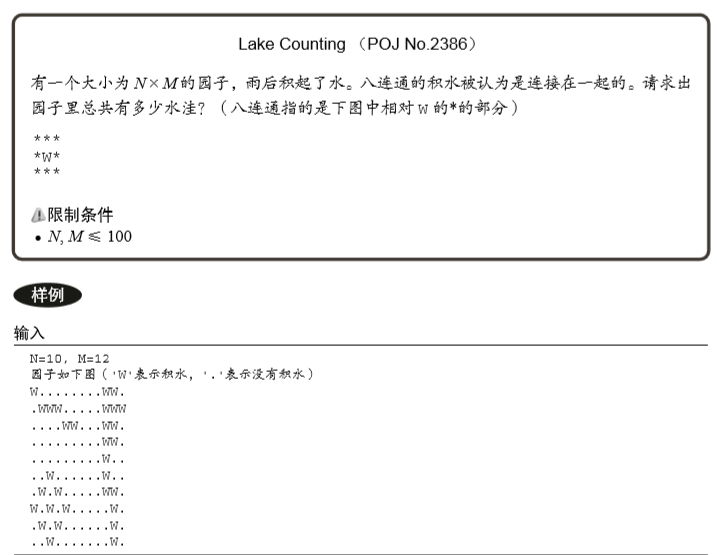 Lake Counting （POJ No.2386）
有一个大小为 N×M 的园子，雨后积起了水。八连通的积水被认为是连接在一起的。请求出
园子里总共有多少水洼？（八连通指的是下图中相对 W 的*的部分）
***
*W*
***
限制条件
• N, M ≤ 100
样例
输入
N=10, M=12
园子如下图（'W'表示积水，'.'表示没有积水）
W........WW.
.WWW.....WWW
....WW...WW.
.........WW.
.........W..
..W......W..
.W.W.....WW.
W.W.W.....W.
.W.W......W.
..W.......W.